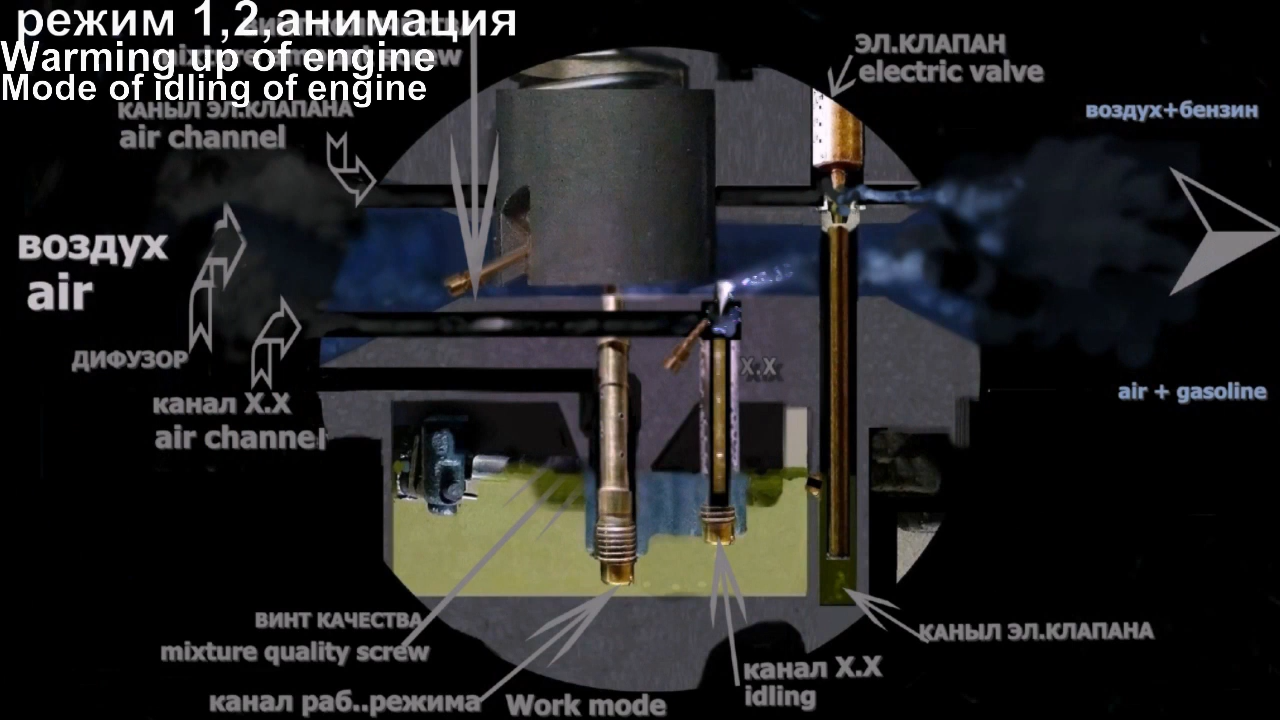 режим 1,2,анимация
Warming up of engine
Mode of idling of engine
screw
КАНЫЛ ЭЛ.КЛАПАНА
air channel
ЭЛ.КЛАПАН
electric valve
воздух+бензин
воздух
air
ДИФУЗОР
канал Х.Х
air channel
Х.Х
air + gasoline
ВИНТ КАЧЕСТВА
mixture quality screw
канал раб..режима
Work mode
канал Х.Х
idling
КАНЫЛ ЭЛ.КЛАПАНА